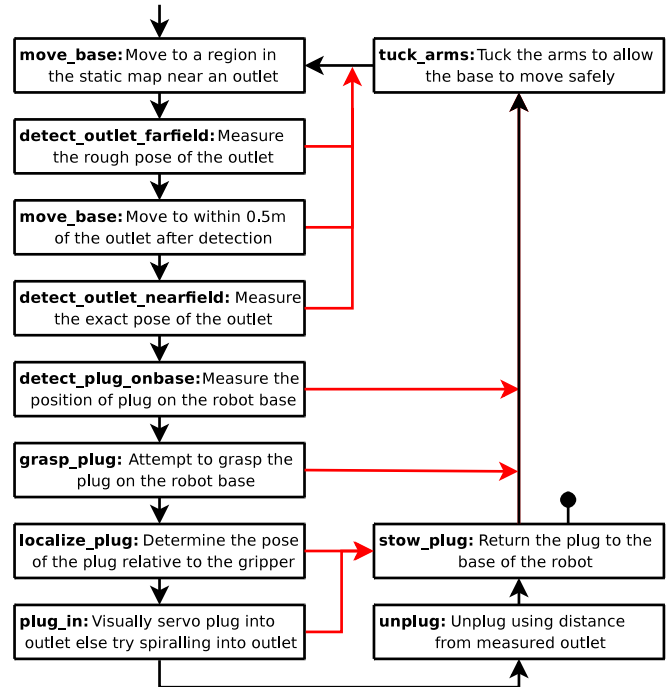 move_base: Move to a region in
the static map near an outlet
tuck_arms: Tuck the arms to allow
the base to move safely
detect_outlet_farfield: Measure
the rough pose of the outlet
move_base: Move to within 0.5m
of the outlet after detection
detect_outlet_nearfield: Measure
the exact pose of the outlet
detect_plug_onbase: Measure the
position of plug on the robot base
grasp_plug: Attempt to grasp the
plug on the robot base
localize_plug: Determine the pose
of the plug relative to the gripper
stow_plug: Return the plug to the
base of the robot
plug_in: Visually servo plug into
outlet else try spiralling into outlet
unplug: Unplug using distance
from measured outlet